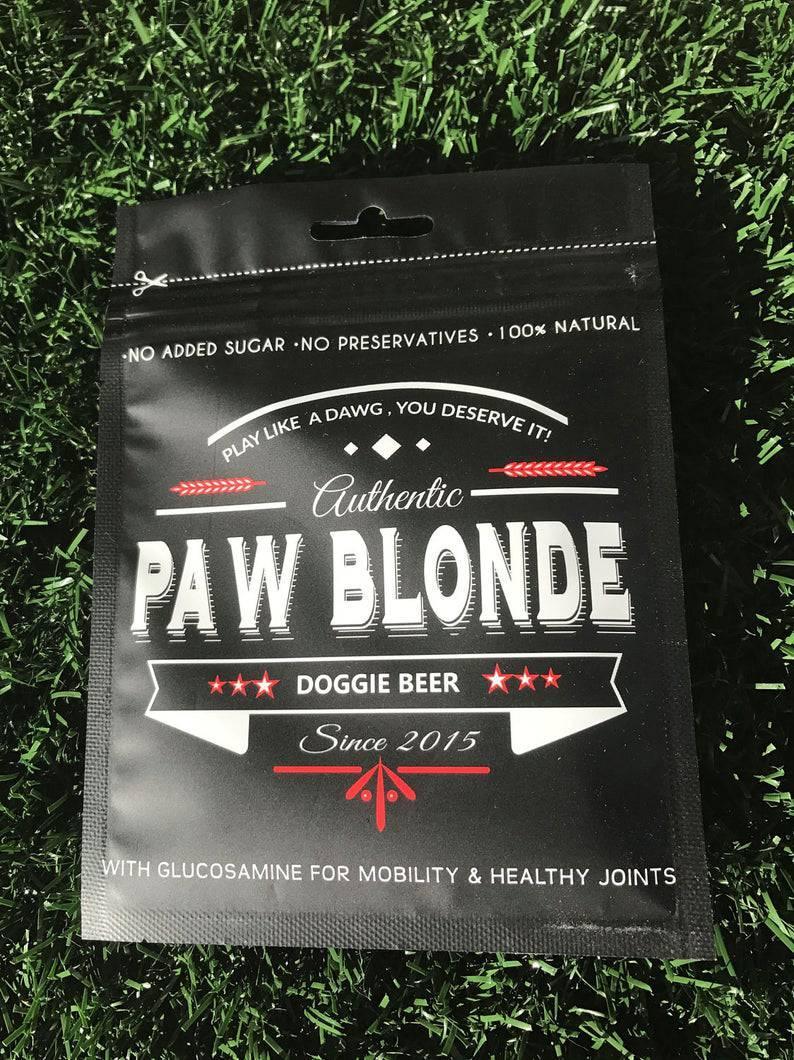 ·NO ADDED SUGAR ·NO PRESERVATIVES ·100% NATURAL
PLAY LIKE A DAWG , YOU DESERVE IT!
Authentic
PAW BLONDE
DOGGIE BEER
Since 2015
WITH GLUCOSAMINE FOR MOBILITY & HEALTHY JOINTS